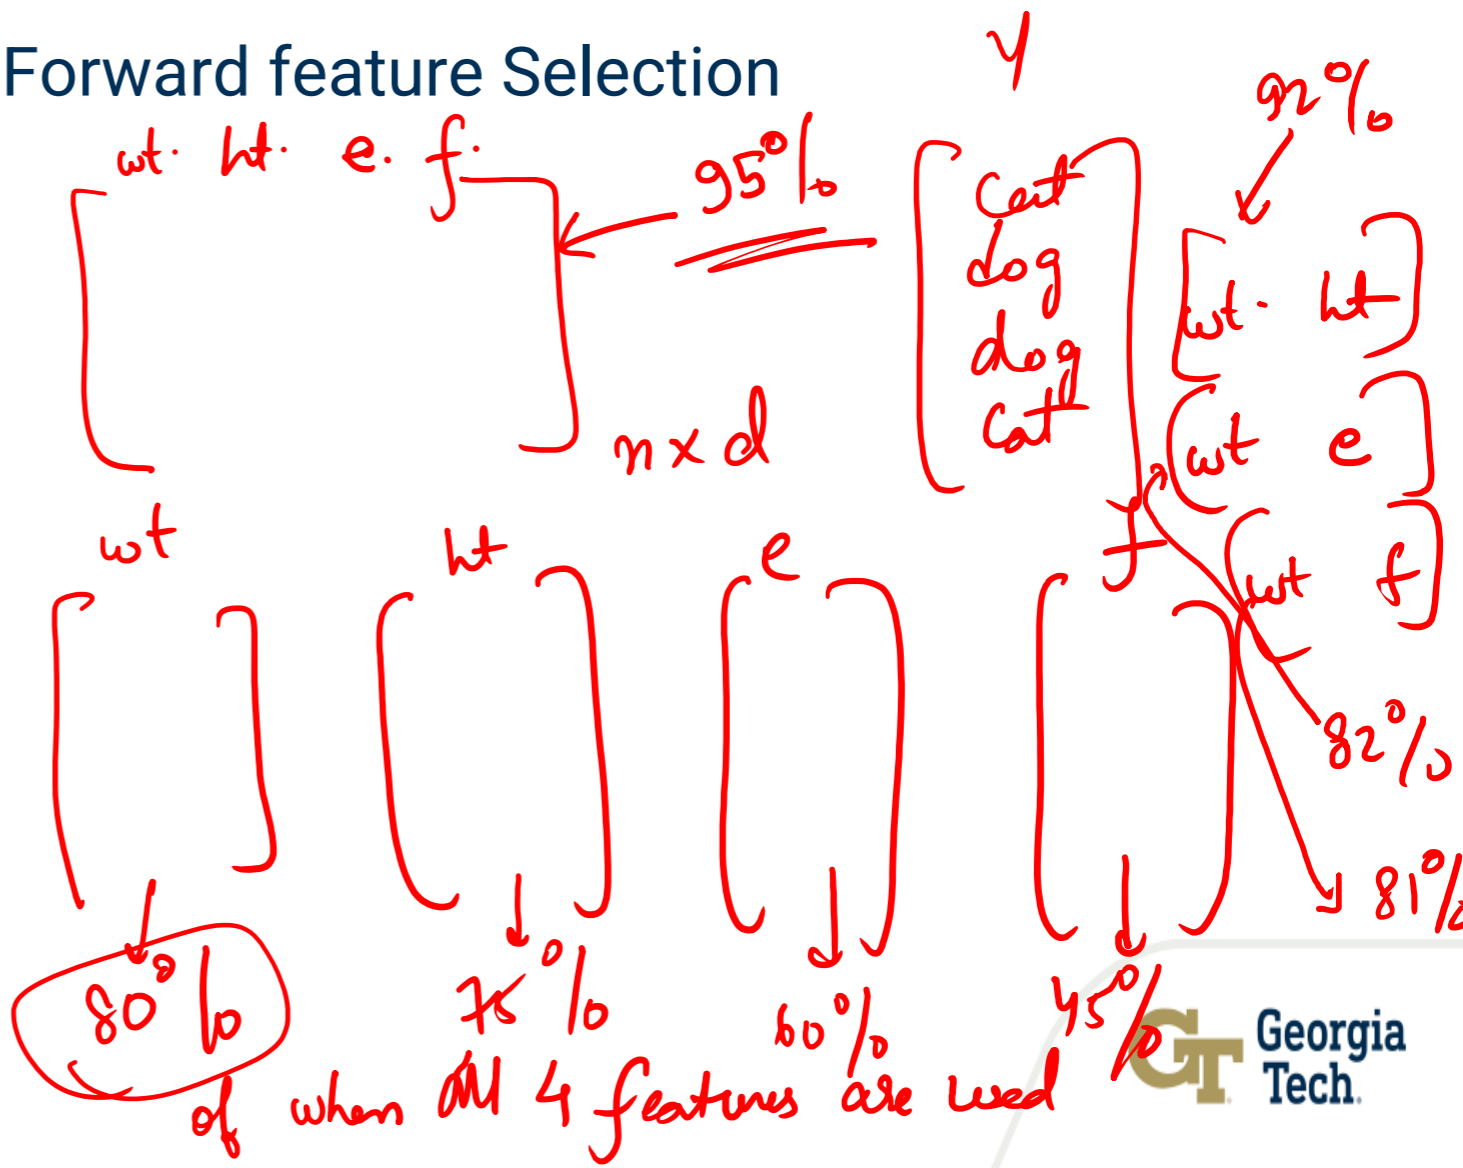 Forward feature Selection
Y
wt. ht. e. f.
95%
92%
cat
dog
dog
cat
n x d
wt. ht
wt e
wt f
wt ht e f
82%
81%
80% 75% 60% 45%
of when all 4 features are used
Georgia
Tech.